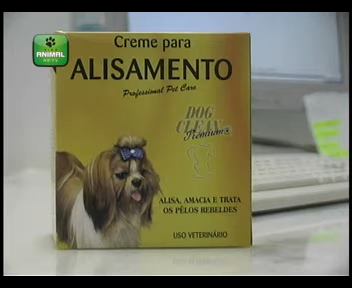 ANIMAL
Creme para
ALISAMENTO
Professional Pet Care
DOG
CLEAN
Premium
ALISA, AMACIA E TRATA
OS PÊLOS REBELDES
USO VETERINÁRIO